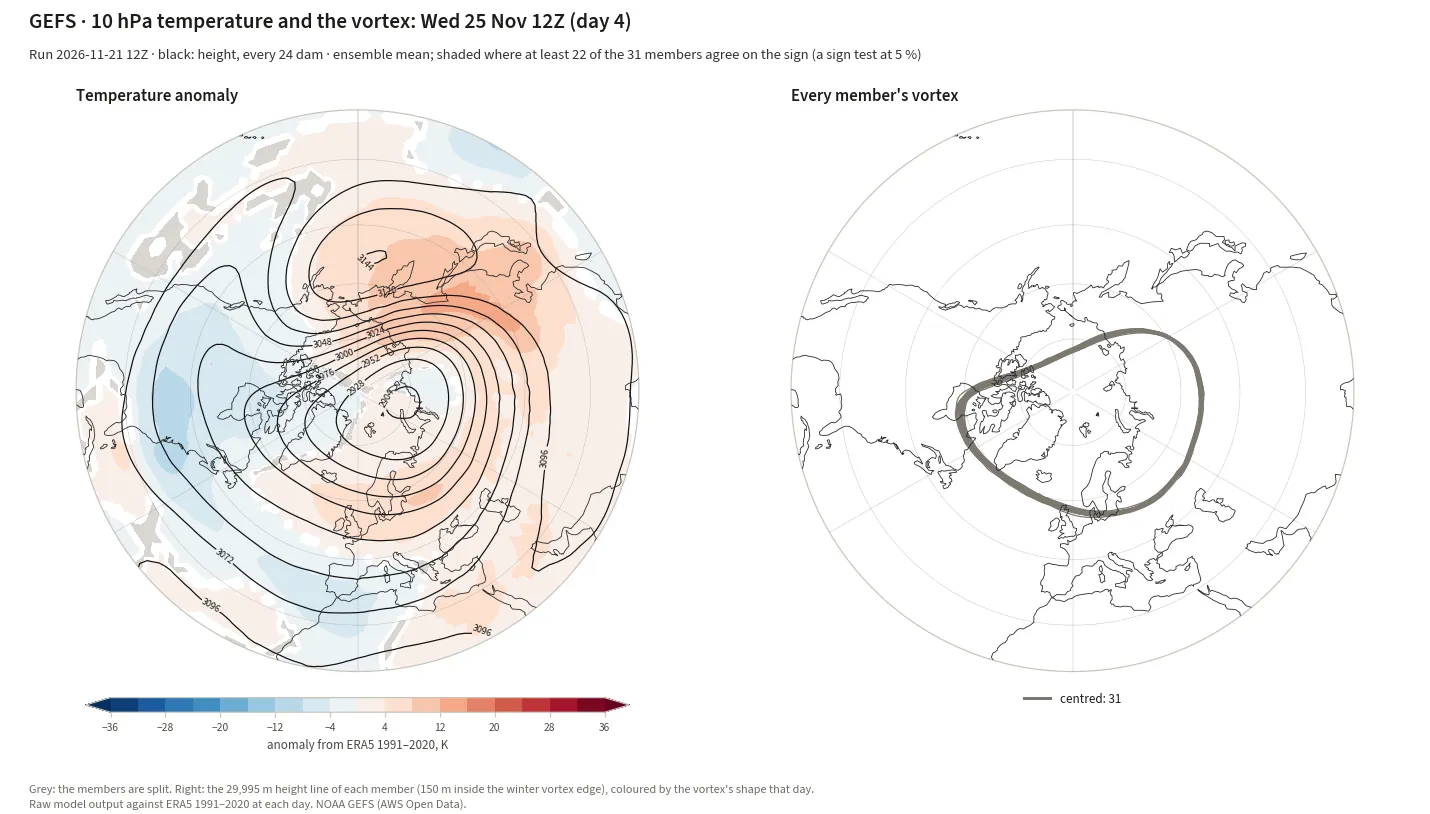 GEFS · 10 hPa temperature and the vortex: Wed 25 Nov 12Z (day 4)
Run 2026-11-21 12Z · black: height, every 24 dam · ensemble mean; shaded where at least 22 of the 31 members agree on the sign (a sign test at 5 %)
Temperature anomaly
Every member's vortex
3144
3120
3024
3048
3000
2952
2976
2928
2904
3096
3072
3096
3096
centred: 31
−36 −28 −20 −12 −4 4 12 20 28 36
anomaly from ERA5 1991–2020, K
Grey: the members are split. Right: the 29,995 m height line of each member (150 m inside the winter vortex edge), coloured by the vortex's shape that day.
Raw model output against ERA5 1991–2020 at each day. NOAA GEFS (AWS Open Data).